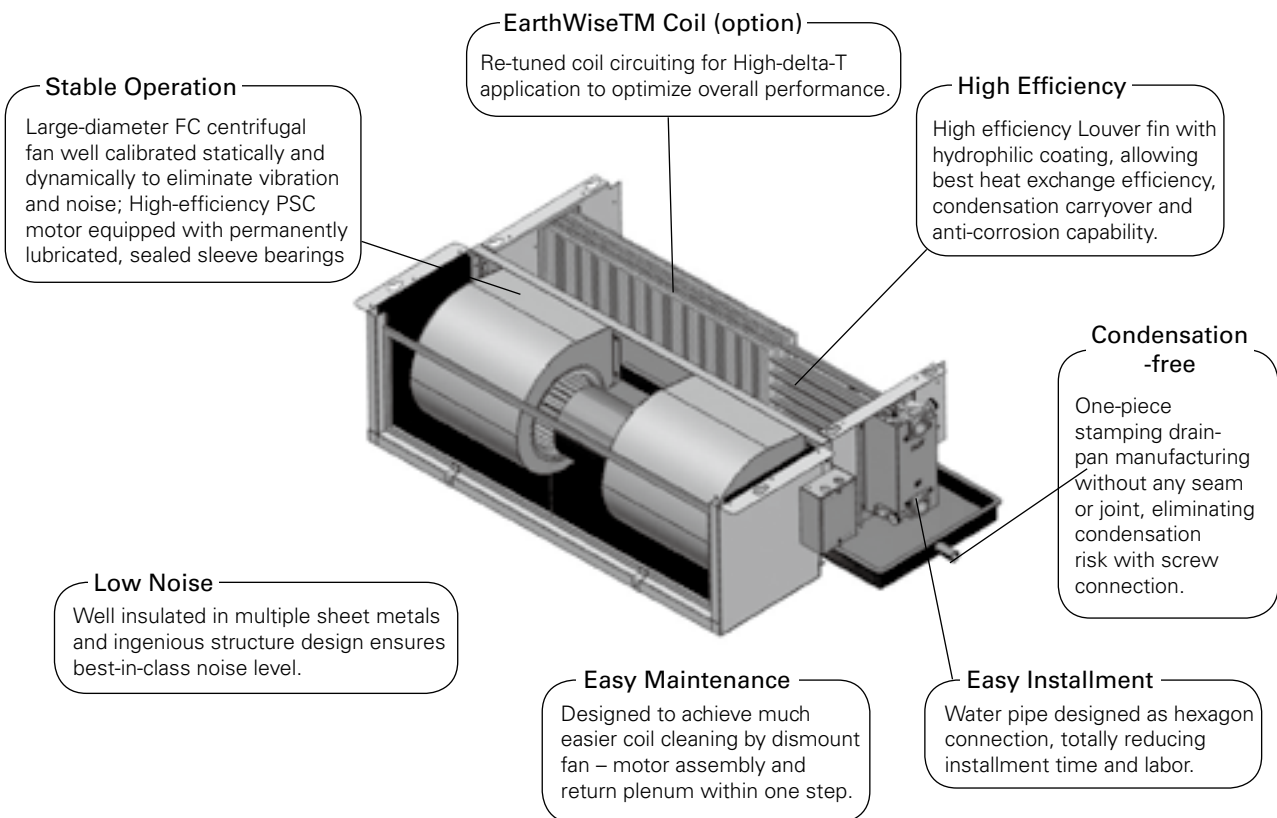 EarthWiseTM Coil (option)
Re-tuned coil circuiting for High-delta-T
application to optimize overall performance.
Stable Operation
Large-diameter FC centrifugal
fan well calibrated statically and
dynamically to eliminate vibration
and noise; High-efficiency PSC
motor equipped with permanently
lubricated, sealed sleeve bearings
High Efficiency
High efficiency Louver fin with
hydrophilic coating, allowing
best heat exchange efficiency,
condensation carryover and
anti-corrosion capability.
Condensation
-free
One-piece
stamping drain-
pan manufacturing
without any seam
or joint, eliminating
condensation
risk with screw
connection.
Low Noise
Well insulated in multiple sheet metals
and ingenious structure design ensures
best-in-class noise level.
Easy Maintenance
Designed to achieve much
easier coil cleaning by dismount
fan – motor assembly and
return plenum within one step.
Easy Installment
Water pipe designed as hexagon
connection, totally reducing
installment time and labor.